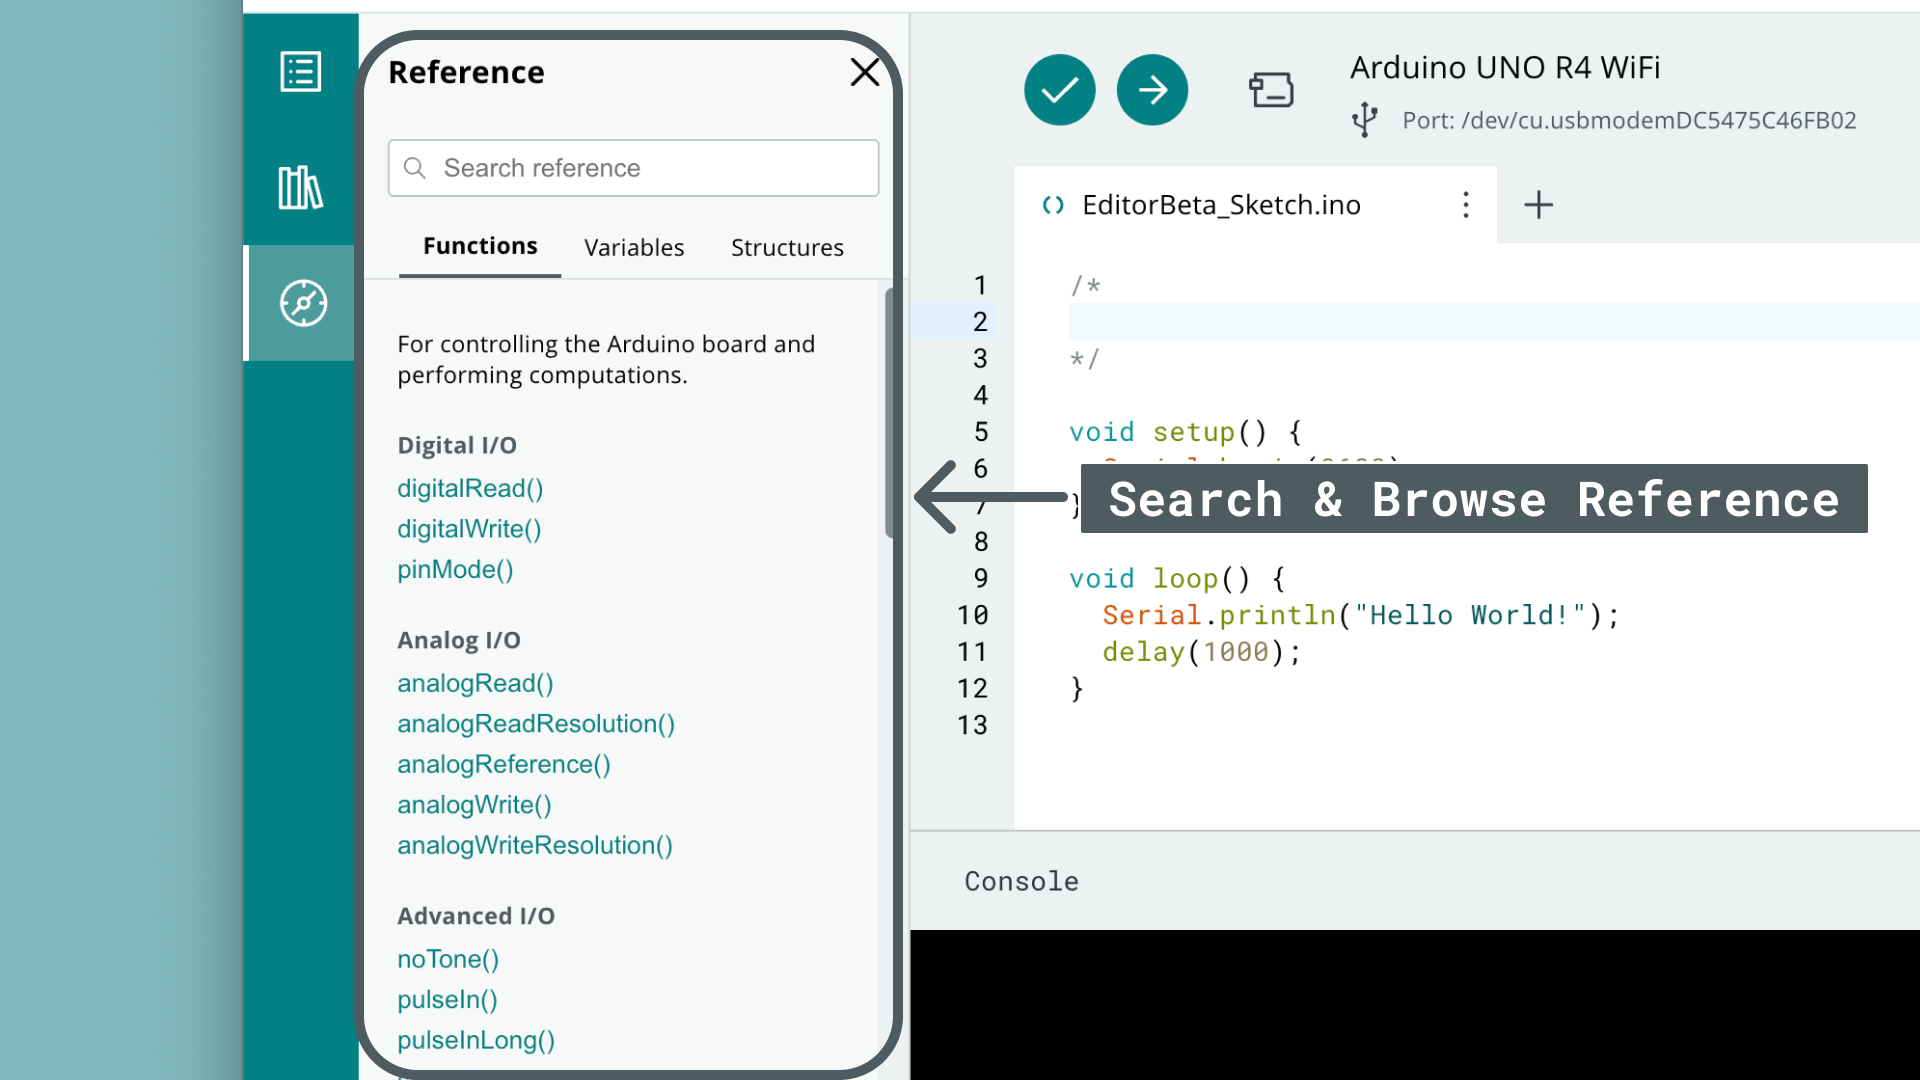 Reference
Search reference
Functions Variables Structures
For controlling the Arduino board and
performing computations.
Digital I/O
digitalRead()
digitalWrite()
pinMode()
Analog I/O
analogRead()
analogReadResolution()
analogReference()
analogWrite()
analogWriteResolution()
Advanced I/O
noTone()
pulseIn()
pulseInLong()
Arduino UNO R4 WiFi
Port: /dev/cu.usbmodemDC5475C46FB02
EditorBeta_Sketch.ino
1 /*
2
3 */
4
5 void setup() {
6
7 }
Search & Browse Reference
8
9 void loop() {
10 Serial.println("Hello World!");
11 delay(1000);
12 }
13
Console